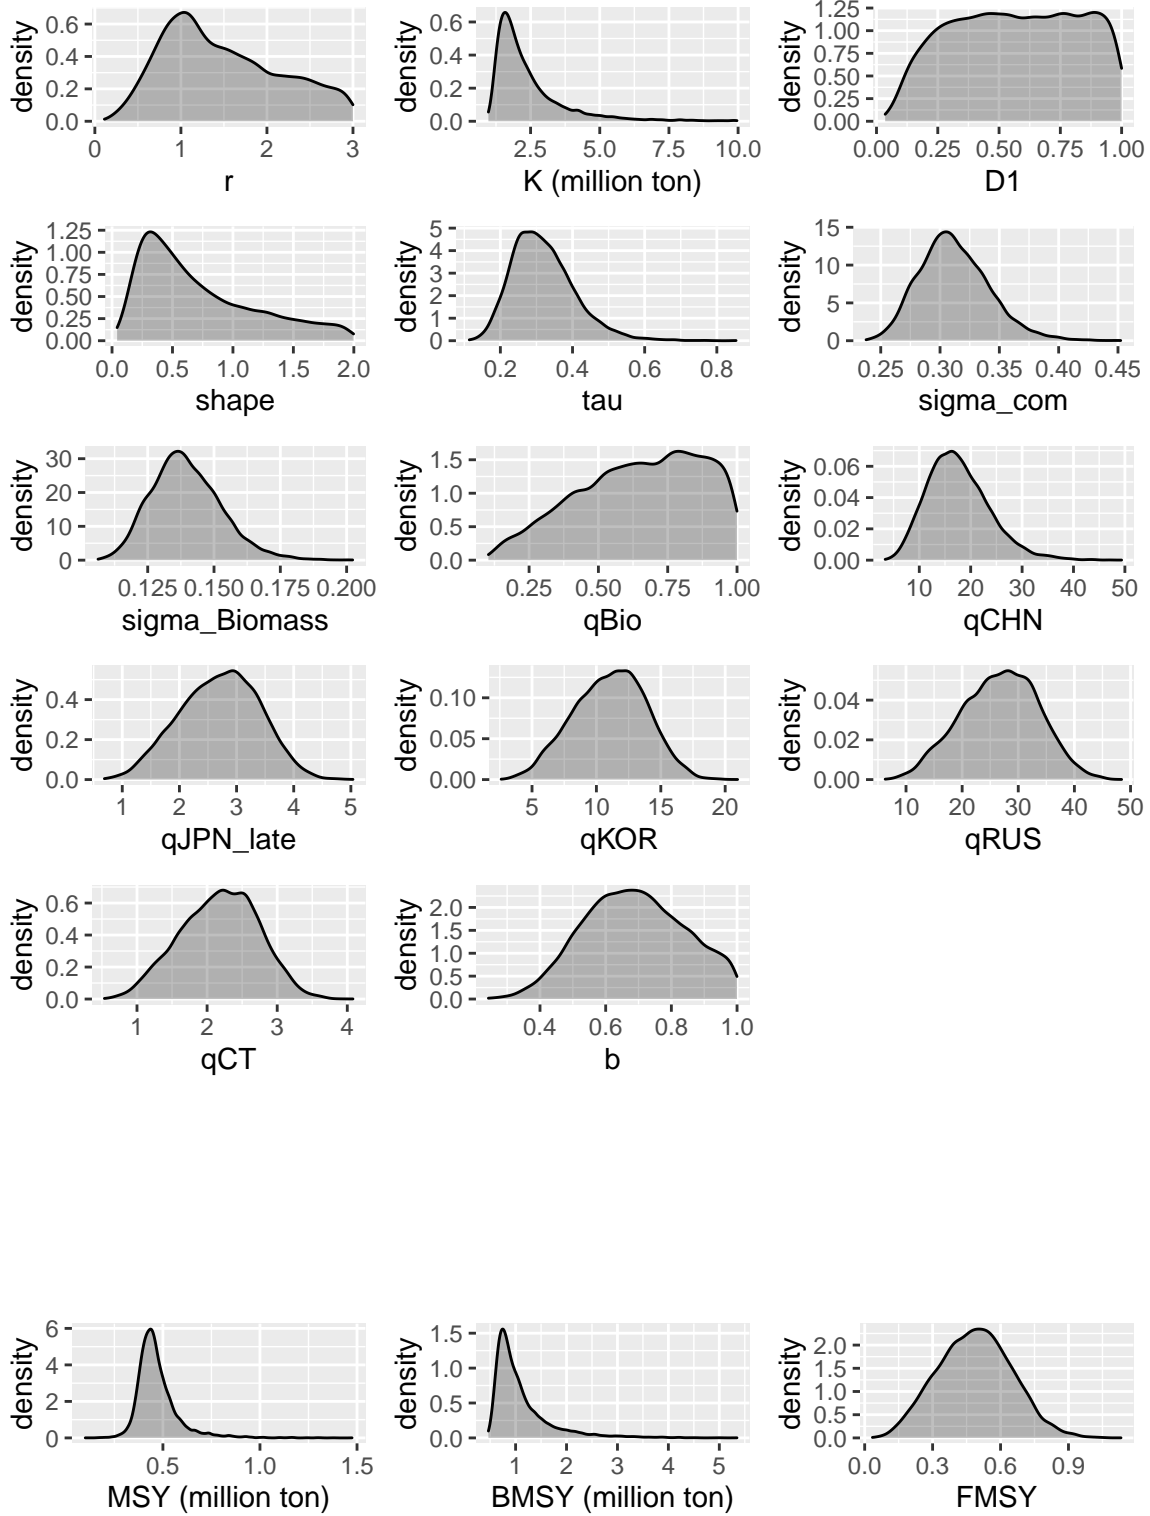 density
0.6
0.4
0.2
0.0
0 1 2 3
r
density
0.6
0.4
0.2
0.0
2.5 5.0 7.5 10.0
K (million ton)
density
1.25
1.00
0.75
0.50
0.25
0.00
0.00 0.25 0.50 0.75 1.00
D1
density
1.25
1.00
0.75
0.50
0.25
0.00
0.0 0.5 1.0 1.5 2.0
shape
density
5
4
3
2
1
0
0.2 0.4 0.6 0.8
tau
density
15
10
5
0
0.25 0.30 0.35 0.40 0.45
sigma_com
density
30
20
10
0
0.125 0.150 0.175 0.200
sigma_Biomass
density
1.5
1.0
0.5
0.0
0.25 0.50 0.75 1.00
qBio
density
0.06
0.04
0.02
0.00
10 20 30 40 50
qCHN
density
0.4
0.2
0.0
1 2 3 4 5
qJPN_late
density
0.10
0.05
0.00
5 10 15 20
qKOR
density
0.04
0.02
0.00
10 20 30 40 50
qRUS
density
0.6
0.4
0.2
0.0
1 2 3 4
qCT
density
2.0
1.5
1.0
0.5
0.0
0.4 0.6 0.8 1.0
b
density
6
4
2
0
0.5 1.0 1.5
MSY (million ton)
density
1.5
1.0
0.5
0.0
1 2 3 4 5
BMSY (million ton)
density
2.0
1.5
1.0
0.5
0.0
0.0 0.3 0.6 0.9
FMSY